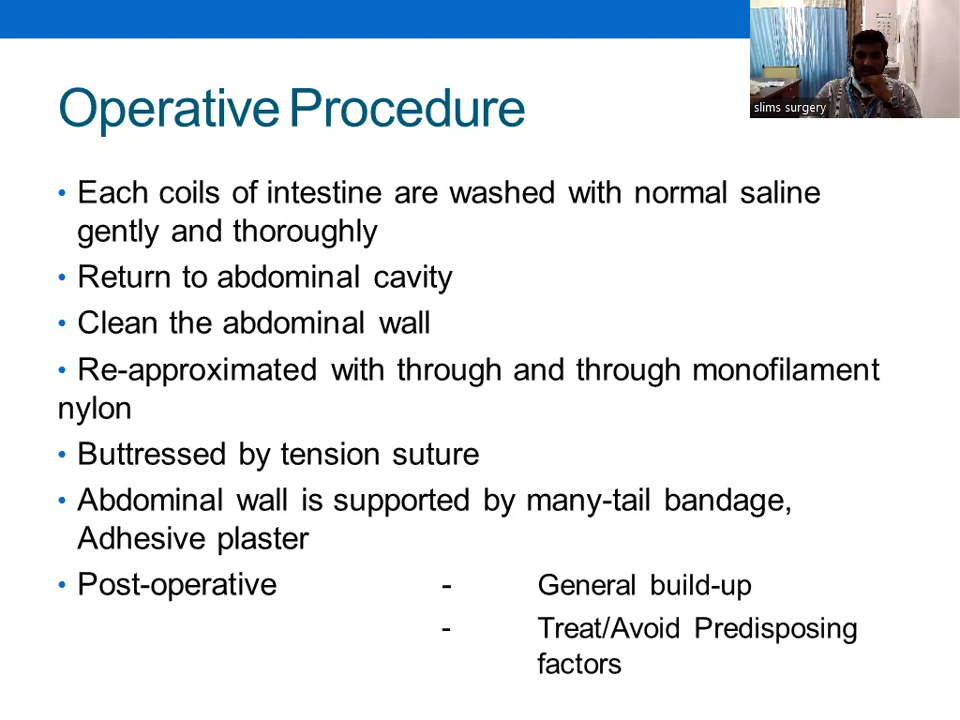 slims surgery
Operative Procedure
• Each coils of intestine are washed with normal saline
gently and thoroughly
• Return to abdominal cavity
• Clean the abdominal wall
• Re-approximated with through and through monofilament
nylon
• Buttressed by tension suture
• Abdominal wall is supported by many-tail bandage,
Adhesive plaster
• Post-operative - General build-up
- Treat/Avoid Predisposing
factors